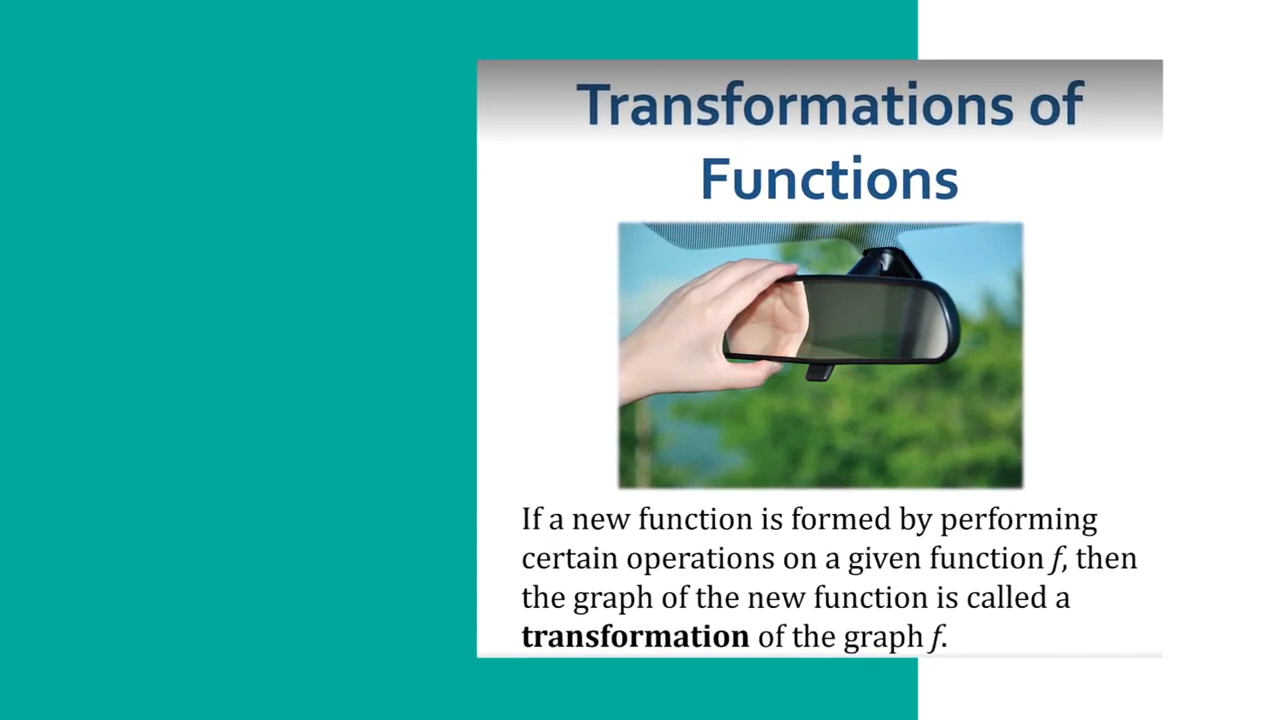 Transformations of
Functions
If a new function is formed by performing
certain operations on a given function f, then
the graph of the new function is called a
transformation of the graph f.